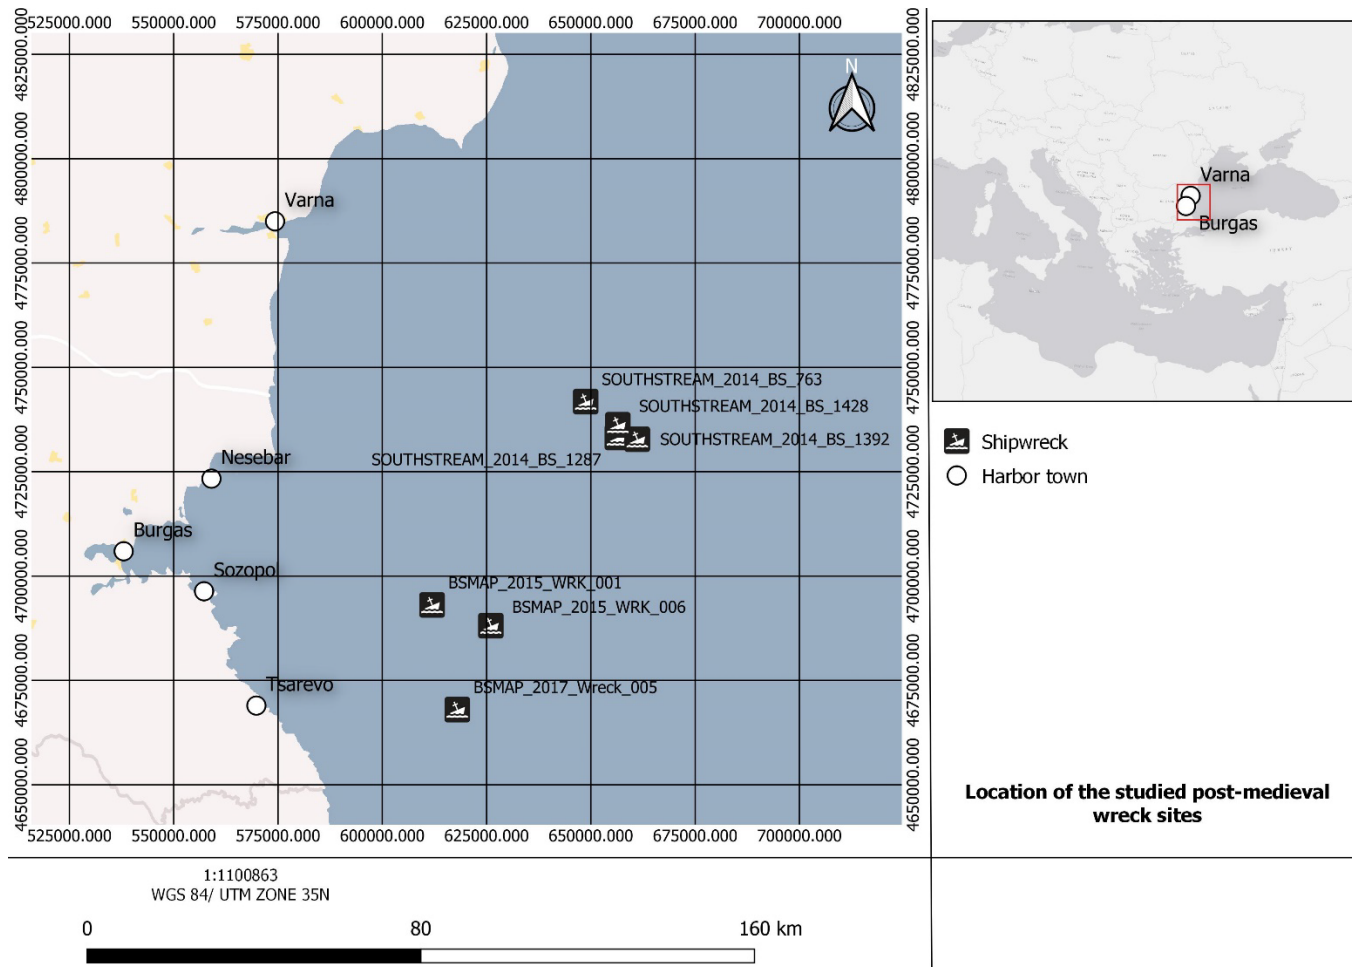 525000.000 550000.000 575000.000 600000.000 625000.000 650000.000 675000.000 700000.000
4825000.000
4825000.000
N
4800000.000
4800000.000
Varna
4775000.000
4775000.000
4750000.000
4750000.000
SOUTHSTREAM_2014_BS_763
SOUTHSTREAM_2014_BS_1428
SOUTHSTREAM_2014_BS_1392
SOUTHSTREAM_2014_BS_1287
Nesebar
4725000.000
4725000.000
Burgas
Sozopol
4700000.000
4700000.000
BSMAP_2015_WRK_001
BSMAP_2015_WRK_006
Tsarevo
BSMAP_2017_Wreck_005
4675000.000
4675000.000
4650000.000
4650000.000
525000.000 550000.000 575000.000 600000.000 625000.000 650000.000 675000.000 700000.000
Varna
Burgas
Shipwreck
Harbor town
Location of the studied post-medieval
wreck sites
1:1100863
WGS 84/ UTM ZONE 35N
0 80 160 km